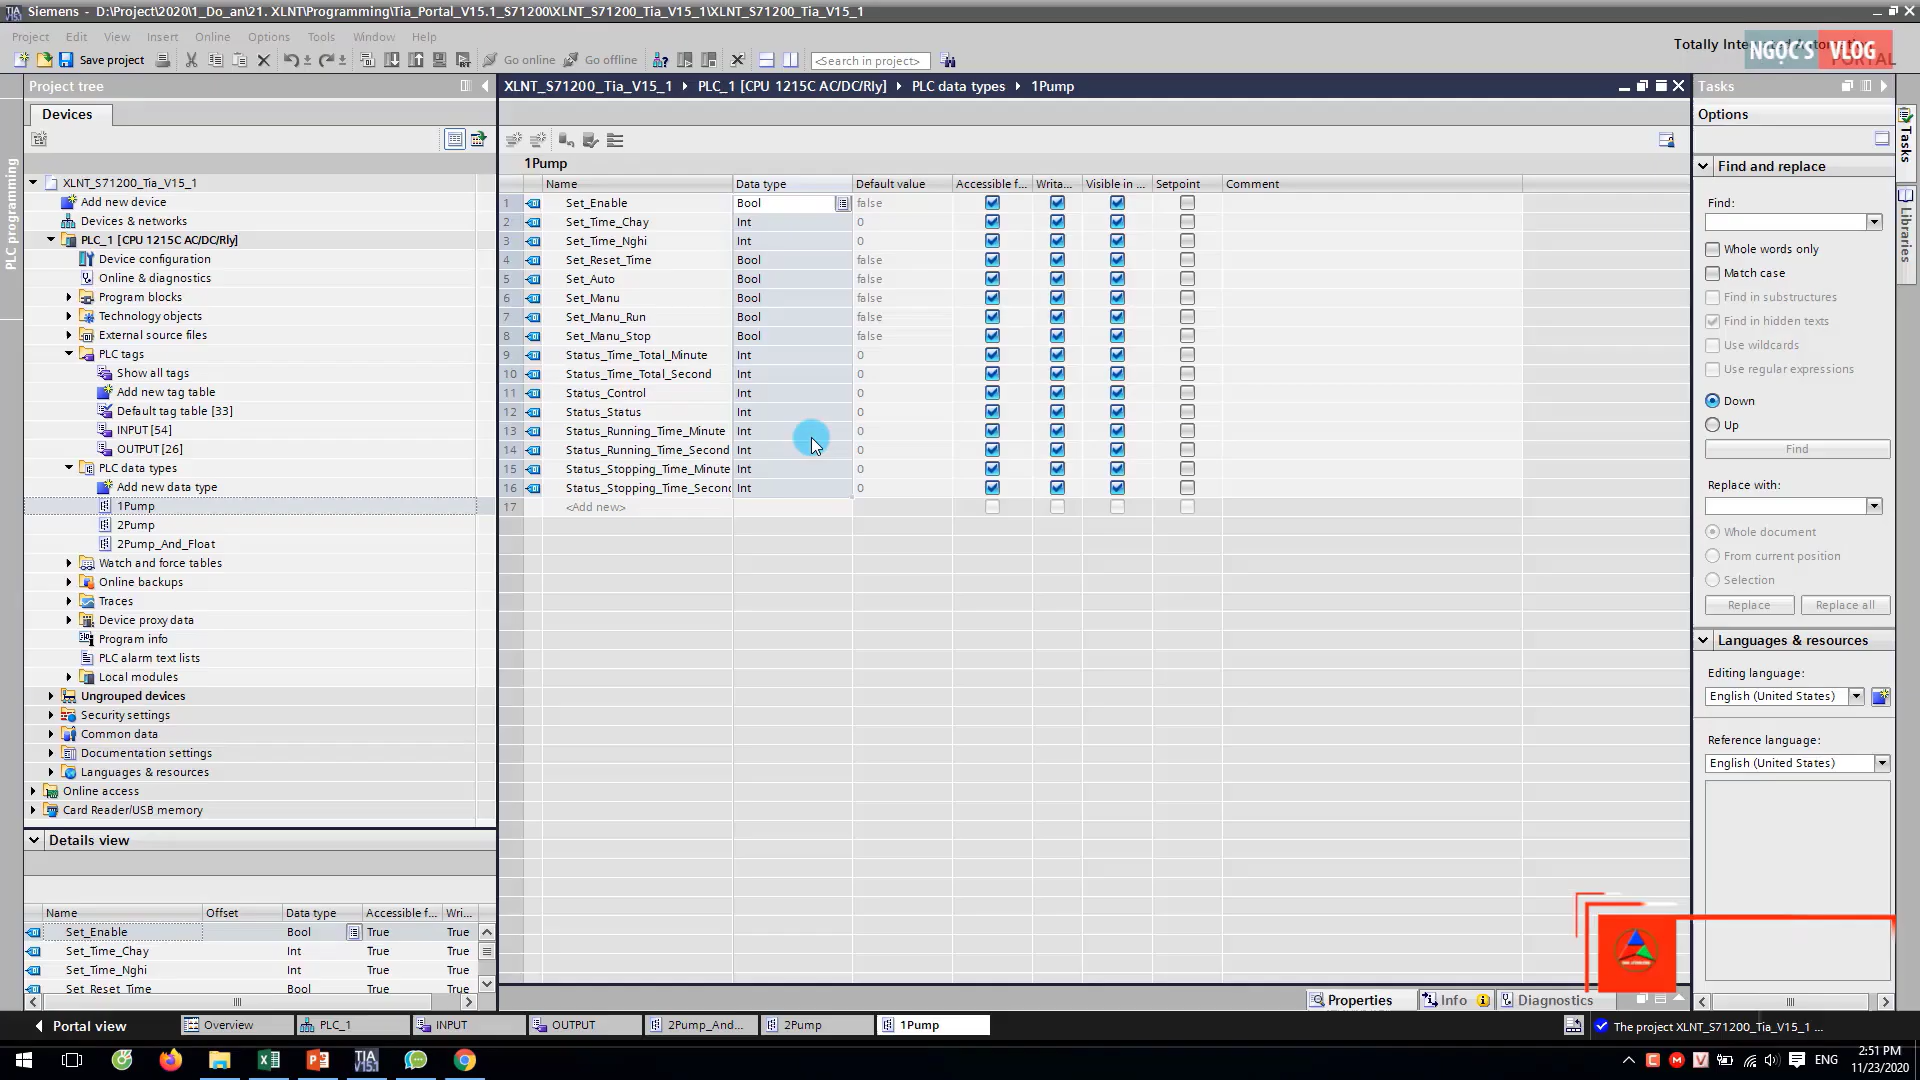 Siemens - D:\Project\2020\1_Do_an\21. XLNT\Programming\Tia_Portal_V15.1_S71200\XLNT_S71200_Tia_V15_1\XLNT_S71200_Tia_V15_1
Project Edit View Insert Online Options Tools Window Help
Save project Go online Go offline <Search in project>
NGỌC'S VLOG
Project tree
XLNT_S71200_Tia_V15_1 PLC_1 [CPU 1215C AC/DC/Rly] PLC data types 1Pump
Tasks
Devices
Options
1Pump
Name Data type Default value Accessible f... Writa... Visible in ... Setpoint Comment
1 Set_Enable Bool false
2 Set_Time_Chay Int 0
3 Set_Time_Nghi Int 0
4 Set_Reset_Time Bool false
5 Set_Auto Bool false
6 Set_Manu Bool false
7 Set_Manu_Run Bool false
8 Set_Manu_Stop Bool false
9 Status_Time_Total_Minute Int 0
10 Status_Time_Total_Second Int 0
11 Status_Control Int 0
12 Status_Status Int 0
13 Status_Running_Time_Minute Int 0
14 Status_Running_Time_Second Int 0
15 Status_Stopping_Time_Minute Int 0
16 Status_Stopping_Time_Second Int 0
17 <Add new>
PLC programming
XLNT_S71200_Tia_V15_1
Add new device
Devices & networks
PLC_1 [CPU 1215C AC/DC/Rly]
Device configuration
Online & diagnostics
Program blocks
Technology objects
External source files
PLC tags
Show all tags
Add new tag table
Default tag table [33]
INPUT [54]
OUTPUT [26]
PLC data types
Add new data type
1Pump
2Pump
2Pump_And_Float
Watch and force tables
Online backups
Traces
Device proxy data
Program info
PLC alarm text lists
Local modules
Ungrouped devices
Security settings
Common data
Documentation settings
Languages & resources
Online access
Card Reader/USB memory
Details view
Name Offset Data type Accessible f... Wri...
Set_Enable Bool True True
Set_Time_Chay Int True True
Set_Time_Nghi Int True True
Set_Reset_Time Bool True True
Find and replace
Find:
Whole words only
Match case
Find in substructures
Find in hidden texts
Use wildcards
Use regular expressions
Down
Up
Find
Replace with:
Whole document
From current position
Selection
Replace Replace all
Languages & resources
Editing language:
English (United States)
Reference language:
English (United States)
Tasks
Libraries
Properties Info Diagnostics
Portal view Overview PLC_1 INPUT OUTPUT 2Pump_And... 2Pump 1Pump The project XLNT_S71200_Tia_V15_1 ...
TIA V15.1
ENG
2:51 PM
11/23/2020